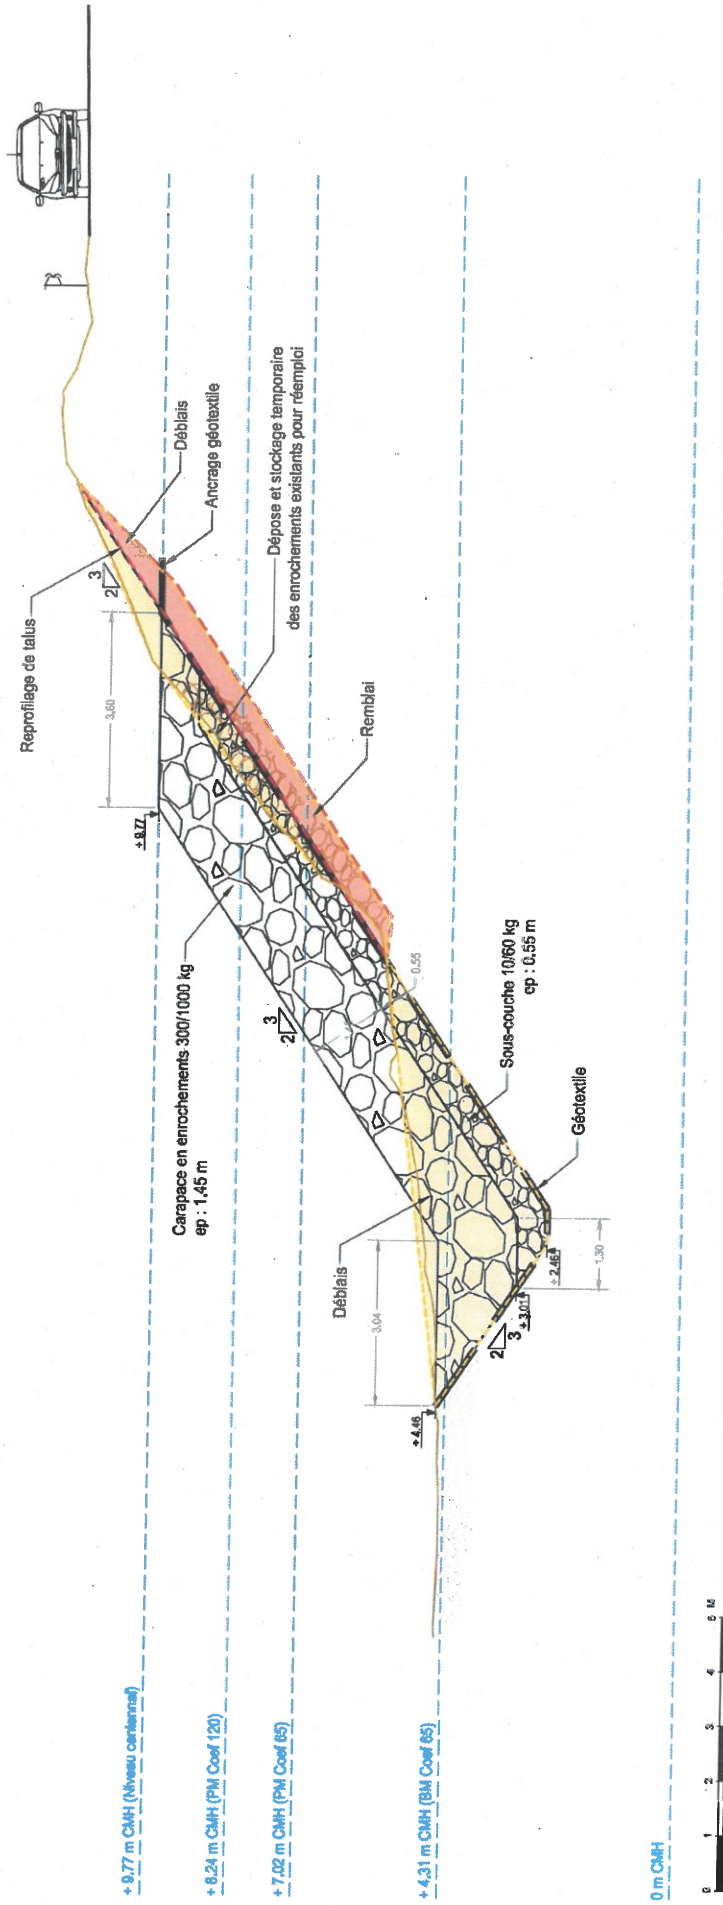 Reprofilage de talus
Déblais
Ancrage géotextile
Dépose et stockage temporaire
des enrochements existants pour réemploi
Remblai
3
2
3,60
+ 9.77
Carapace en enrochements 300/1000 kg
ep : 1,45 m
3
2
0.55
Sous-couche 10/60 kg
ep : 0,55 m
Géotextile
Déblais
3.04
+ 4.46
2
3
+ 3.01
+ 2.46
1.30
+ 9.77 m CMH (Niveau centennal)
+ 8.24 m CMH (PM Coef 120)
+ 7.02 m CMH (PM Coef 65)
+ 4.31 m CMH (BM Coef 65)
0 m CMH
0 1 2 3 4 5 M